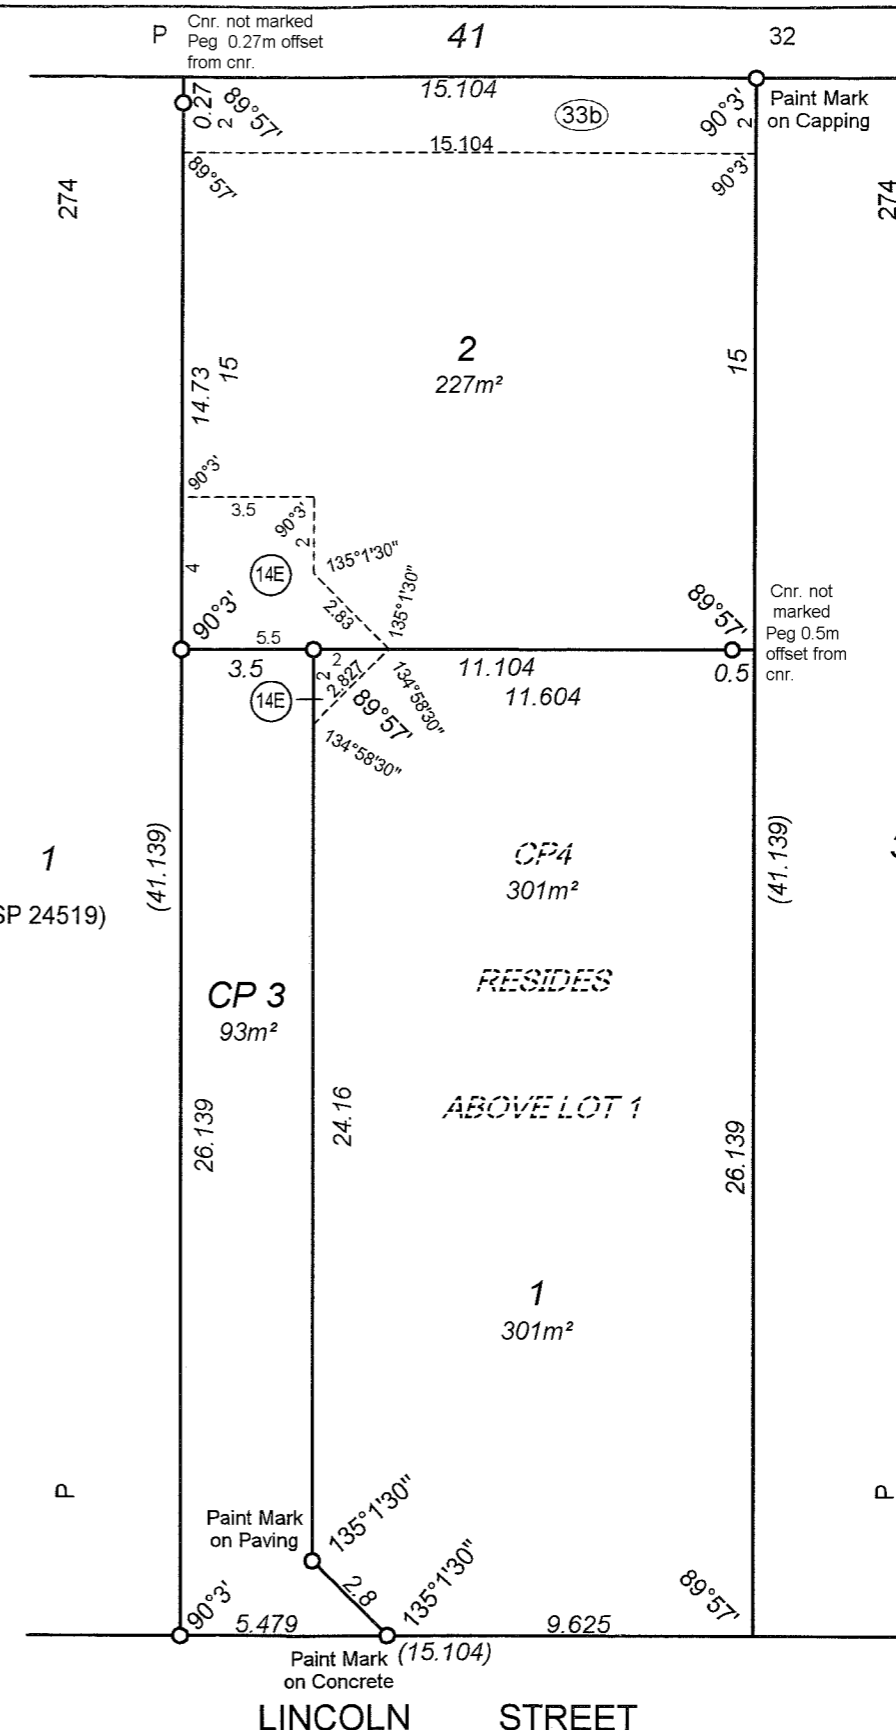 P
Cnr. not marked
Peg 0.27m offset
from cnr.
41
32
0.27
2
89°57'
15.104
33b
90°3'
2
Paint Mark
on Capping
15.104
89°57'
90°3'
274
274
2
227m²
14.73
15
15
90°3'
3.5
90°3'
2
4
14E
135°1'30"
2.83
135°1'30"
90°3'
89°57'
Cnr. not
marked
Peg 0.5m
offset from
cnr.
5.5
3.5
2
2
2.827
11.104
0.5
14E
11.604
89°57'
134°58'30"
134°58'30"
1
SP 24519)
(41.139)
(41.139)
CP4
301m²
RESIDES
CP 3
93m²
ABOVE LOT 1
26.139
24.16
26.139
1
301m²
P
P
Paint Mark
on Paving
135°1'30"
2.8
135°1'30"
90°3'
89°57'
5.479
9.625
Paint Mark
on Concrete
(15.104)
LINCOLN STREET